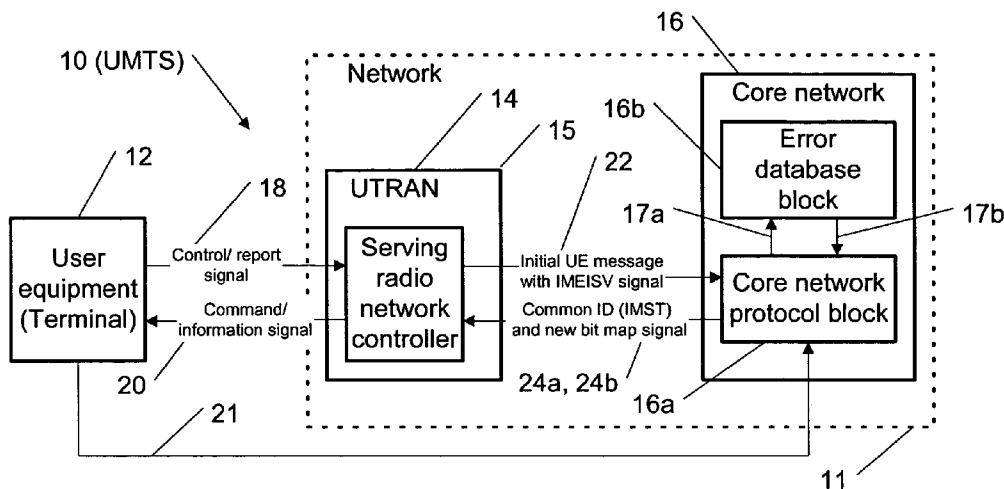 10 (UMTS)
Network
16
Core network
16b
Error
database
block
14
15
22
12
18
UTRAN
17a
17b
User
equipment
(Terminal)
Control/ report
signal
Serving
radio
network
controller
Initial UE message
with IMEISV signal
Core network
protocol block
Command/
information signal
Common ID (IMST)
and new bit map signal
20
24a, 24b
16a
21
11